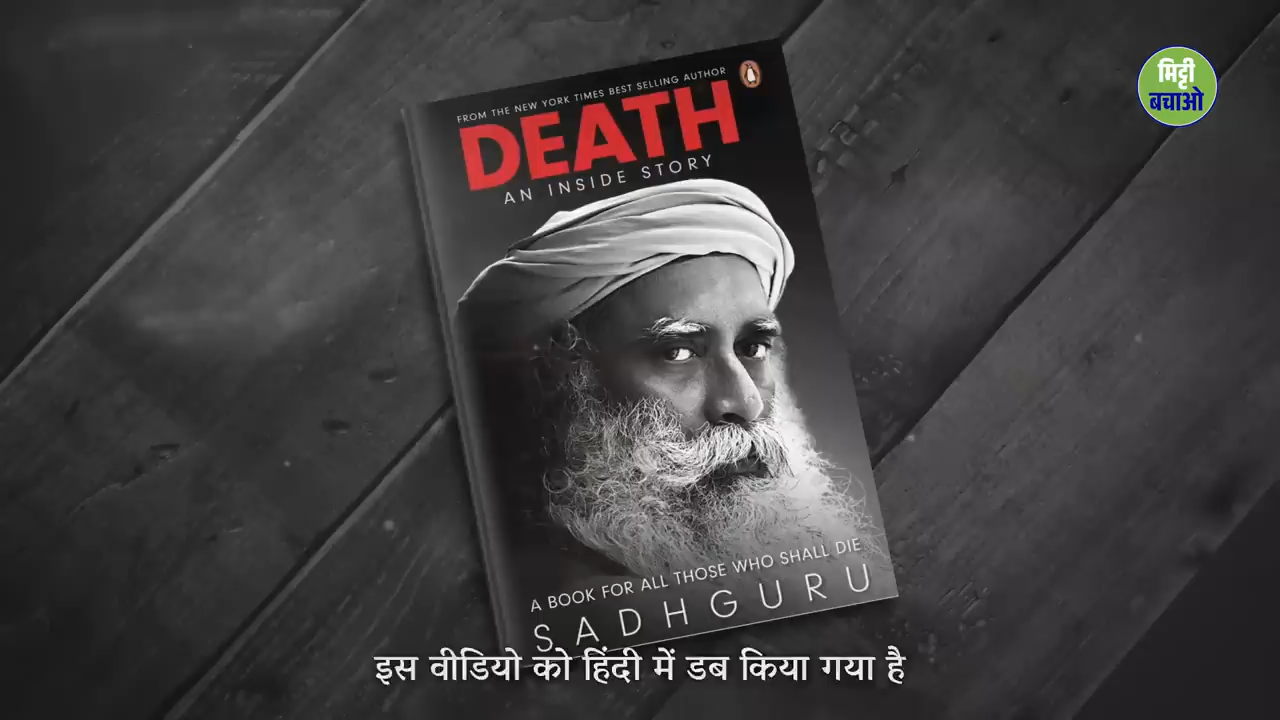 FROM THE NEW YORK TIMES BEST SELLING AUTHOR
DEATH
AN INSIDE STORY
A BOOK FOR ALL THOSE WHO SHALL DIE
SADHGURU
मिट्टी
बचाओ
इस वीडियो को हिंदी में डब किया गया है